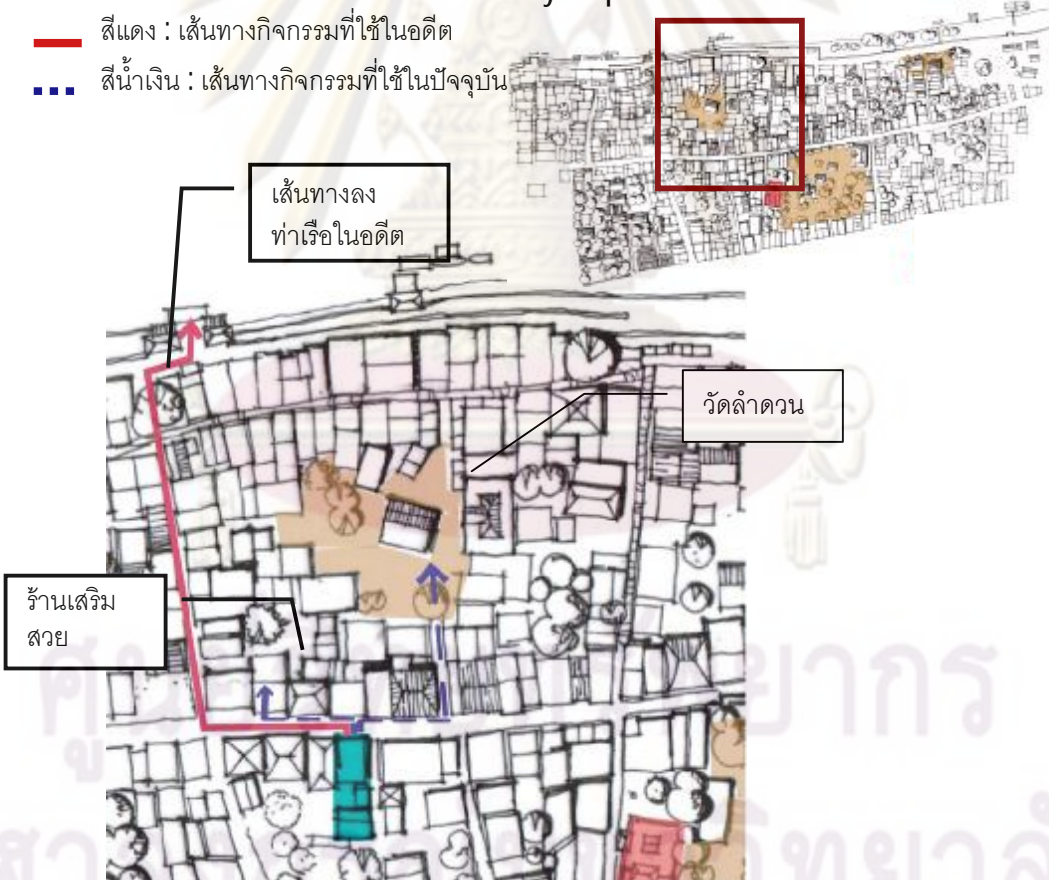 สีแดง : เส้นทางกิจกรรมที่ใช้ในอดีต
สีน้ำเงิน : เส้นทางกิจกรรมที่ใช้ในปัจจุบัน
เส้นทางลง
ท่าเรือในอดีต
วัดลำดวน
ร้านเสริม
สวย